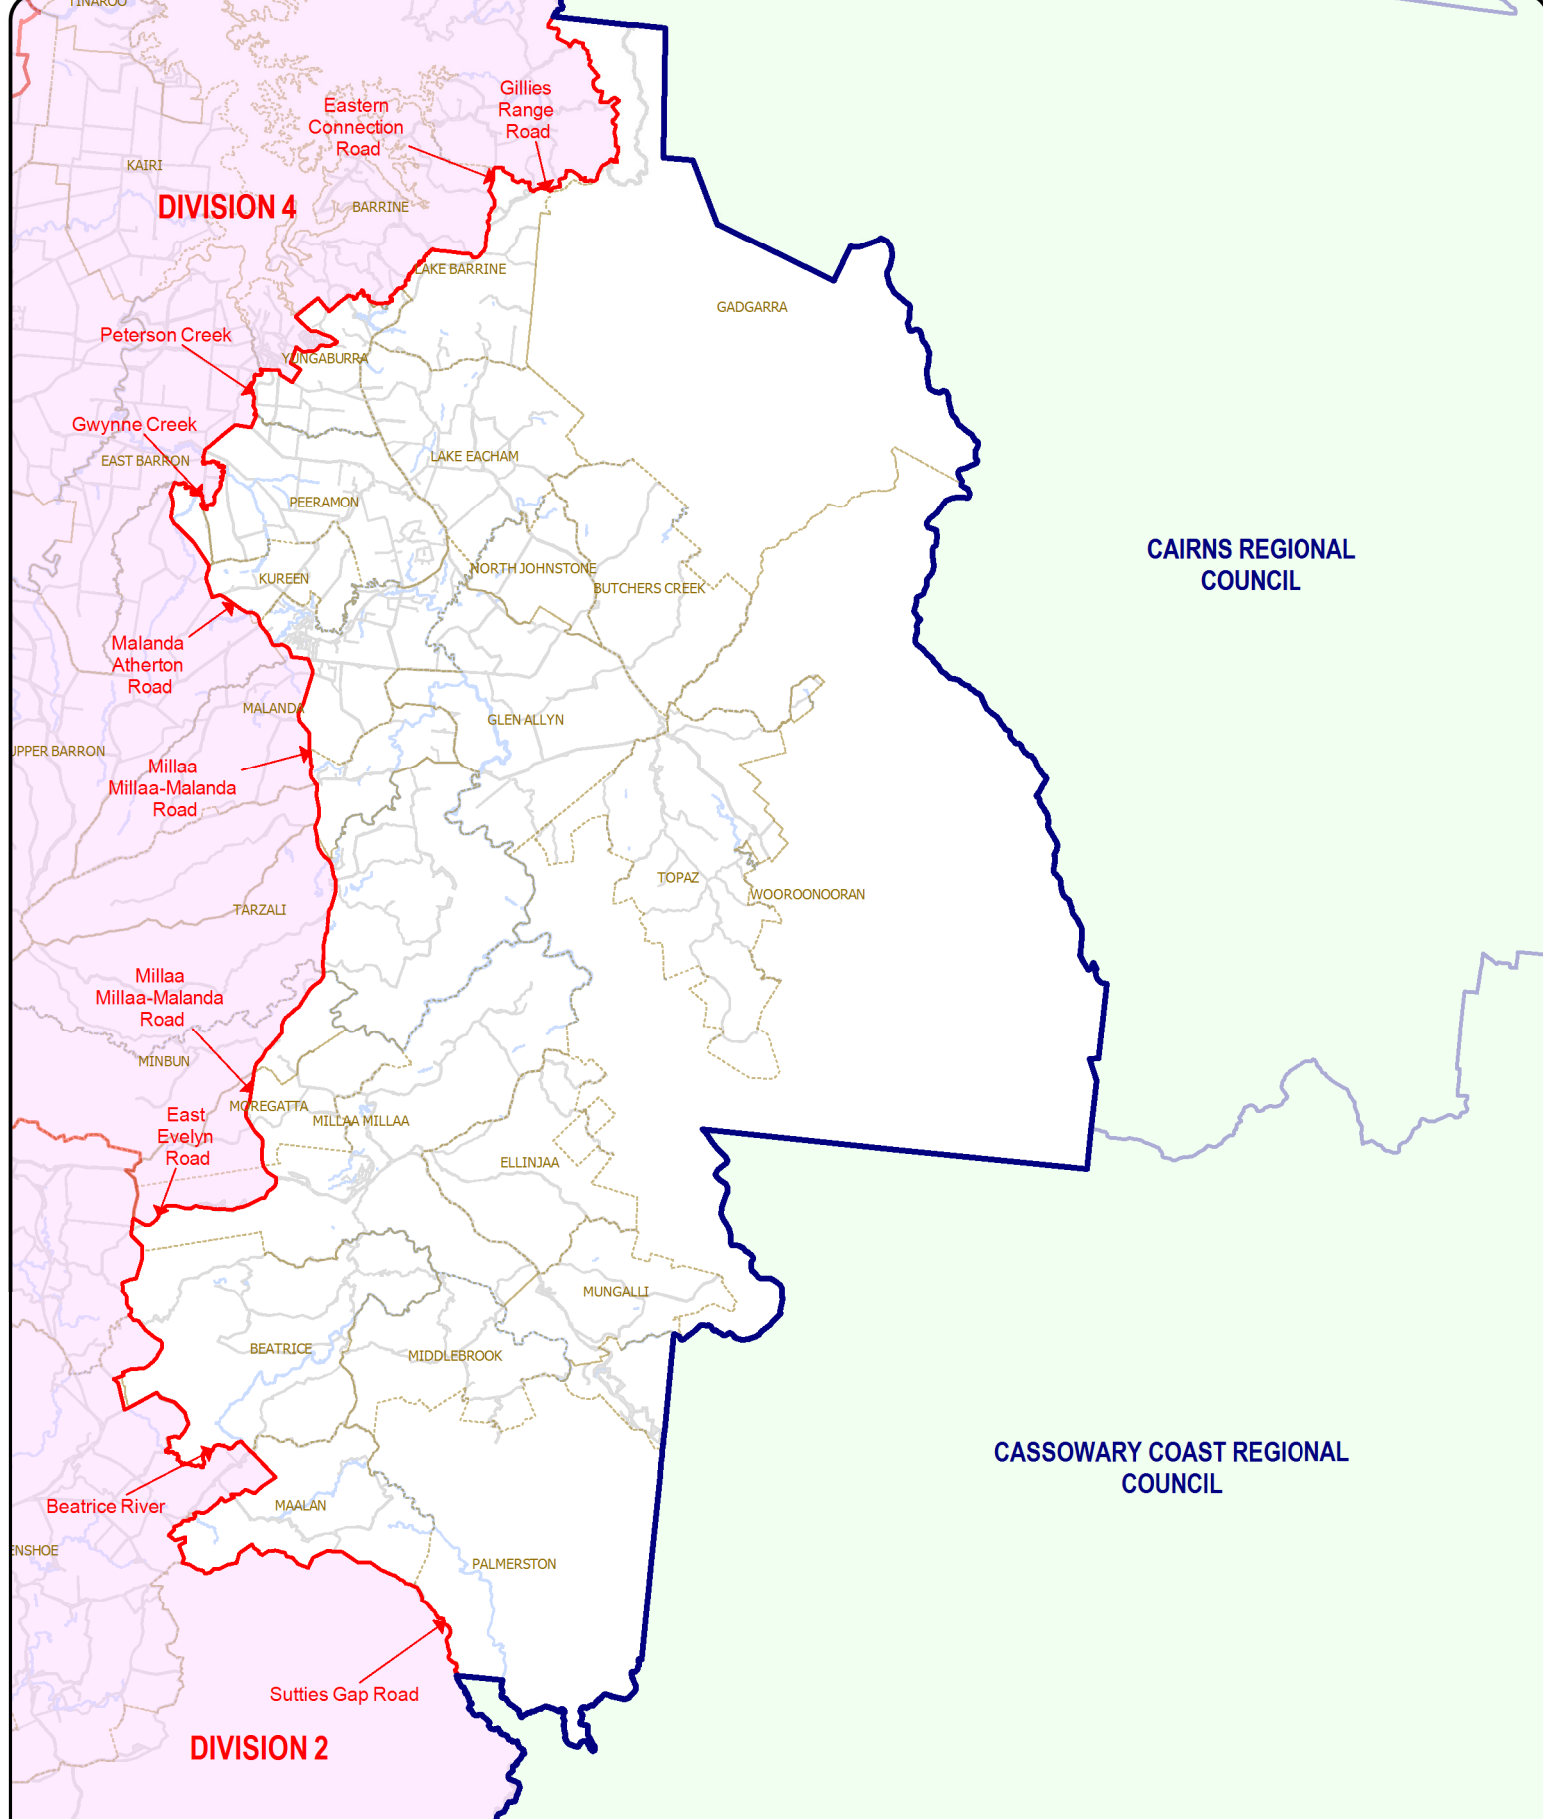 TINAROO
Eastern
Connection
Road
Gillies
Range
Road
KAIRI
DIVISION 4
BARRINE
LAKE BARRINE
GADGARRA
Peterson Creek
YUNGABURRA
Gwynne Creek
EAST BARRON
LAKE EACHAM
PEERAMON
CAIRNS REGIONAL
COUNCIL
KUREEN
NORTH JOHNSTONE
BUTCHERS CREEK
Malanda
Atherton
Road
MALANDA
GLEN ALLYN
UPPER BARRON
Millaa
Millaa-Malanda
Road
TOPAZ
WOOROONOORAN
TARZALI
Millaa
Millaa-Malanda
Road
MINBUN
MOREGATTA
MILLAA MILLAA
East
Evelyn
Road
ELLINJAA
MUNGALLI
BEATRICE
MIDDLEBROOK
CASSOWARY COAST REGIONAL
COUNCIL
Beatrice River
MAALAN
ENSHOE
PALMERSTON
Sutties Gap Road
DIVISION 2